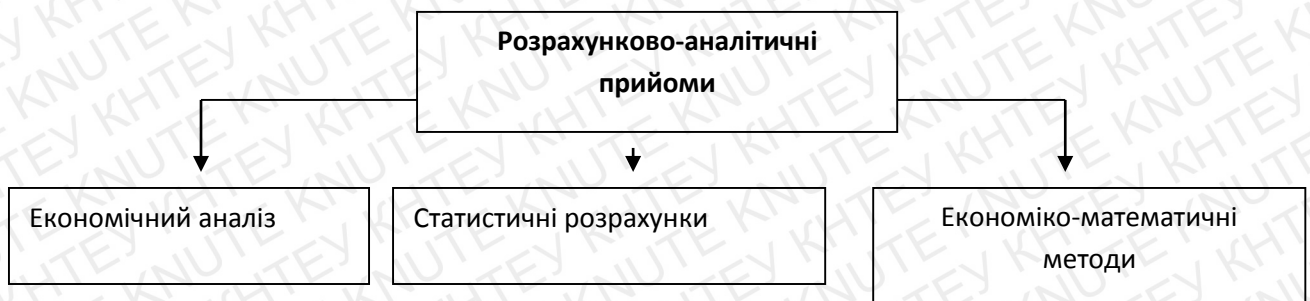 Розрахунково-аналітичні
прийоми
Економічний аналіз
Статистичні розрахунки
Економіко-математичні
методи